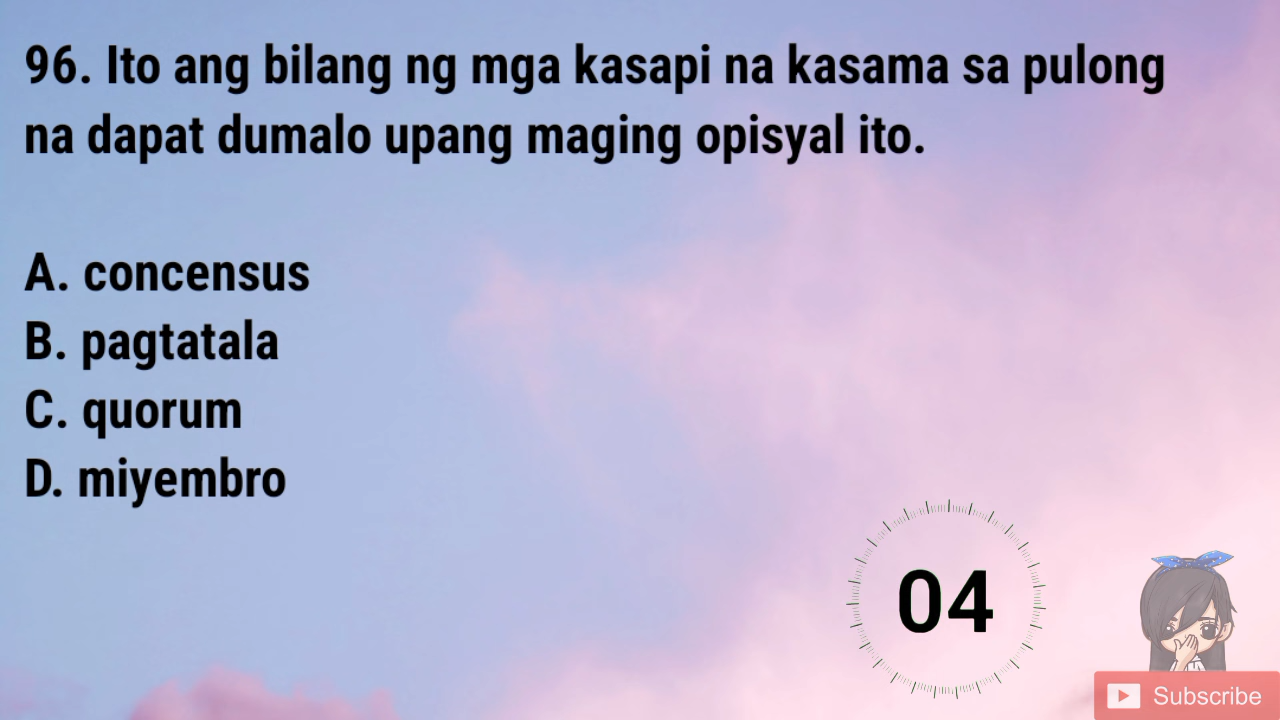 96. Ito ang bilang ng mga kasapi na kasama sa pulong
na dapat dumalo upang maging opisyal ito.
A. concensus
B. pagtatala
C. quorum
D. miyembro
04
Subscribe